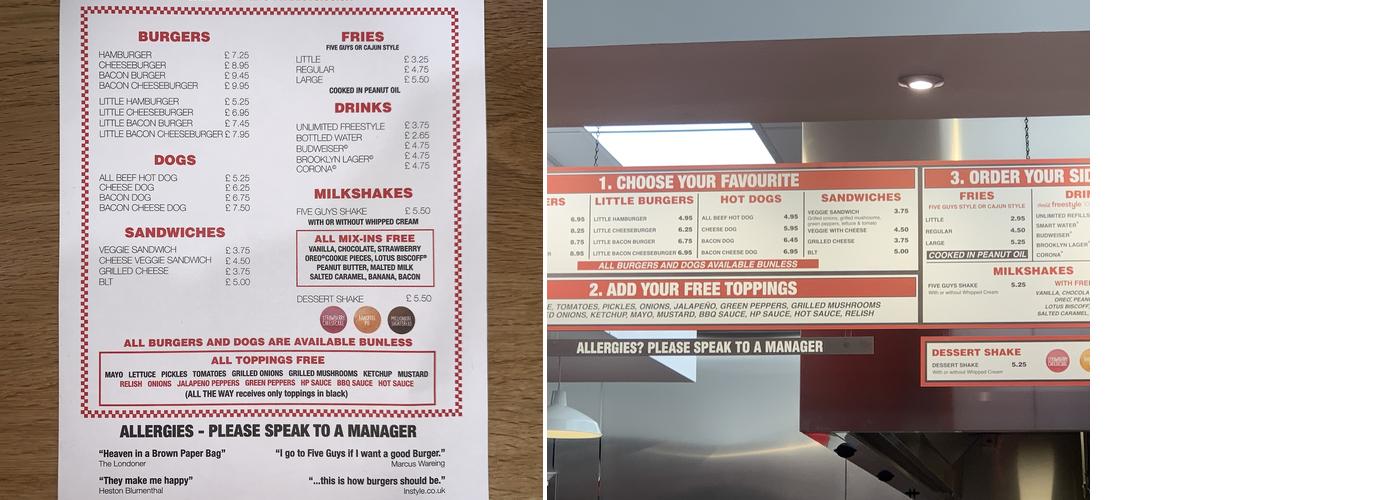 BURGERS
HAMBURGER £ 7.25
CHEESEBURGER £ 8.95
BACON BURGER £ 9.45
BACON CHEESEBURGER £ 9.95
LITTLE HAMBURGER £ 5.25
LITTLE CHEESEBURGER £ 6.95
LITTLE BACON BURGER £ 7.45
LITTLE BACON CHEESEBURGER £ 7.95
DOGS
ALL BEEF HOT DOG £ 5.25
CHEESE DOG £ 6.25
BACON DOG £ 6.75
BACON CHEESE DOG £ 7.50
SANDWICHES
VEGGIE SANDWICH £ 3.75
CHEESE VEGGIE SANDWICH £ 4.50
GRILLED CHEESE £ 3.75
BLT £ 5.00
FRIES
FIVE GUYS OR CAJUN STYLE
LITTLE £ 3.25
REGULAR £ 4.75
LARGE £ 5.50
COOKED IN PEANUT OIL
DRINKS
UNLIMITED FREESTYLE £ 3.75
BOTTLED WATER £ 2.65
BUDWEISER® £ 4.75
BROOKLYN LAGER® £ 4.75
CORONA® £ 4.75
MILKSHAKES
FIVE GUYS SHAKE £ 5.50
WITH OR WITHOUT WHIPPED CREAM
ALL MIX-INS FREE
VANILLA, CHOCOLATE, STRAWBERRY
OREO®COOKIE PIECES, LOTUS BISCOFF®
PEANUT BUTTER, MALTED MILK
SALTED CARAMEL, BANANA, BACON
DESSERT SHAKE £ 5.50
STRAWBERRY CHEESECAKE
ALL BURGERS AND DOGS ARE AVAILABLE BUNLESS
ALL TOPPINGS FREE
MAYO LETTUCE PICKLES TOMATOES GRILLED ONIONS GRILLED MUSHROOMS KETCHUP MUSTARD
RELISH ONIONS JALAPENO PEPPERS GREEN PEPPERS HP SAUCE BBQ SAUCE HOT SAUCE
(ALL THE WAY receives only toppings in black)
ALLERGIES - PLEASE SPEAK TO A MANAGER
“Heaven in a Brown Paper Bag”
The Londoner
“I go to Five Guys if I want a good Burger.”
Marcus Wareing
“They make me happy”
Heston Blumenthal
“...this is how burgers should be.”
Instyle.co.uk
1. CHOOSE YOUR FAVOURITE
ERS
6.95
8.25
8.75
8.95
LITTLE BURGERS
LITTLE HAMBURGER 4.95
LITTLE CHEESEBURGER 6.25
LITTLE BACON BURGER 6.75
LITTLE BACON CHEESEBURGER 6.95
HOT DOGS
ALL BEEF HOT DOG 4.95
CHEESE DOG 5.95
BACON DOG 6.45
BACON CHEESE DOG 6.95
SANDWICHES
VEGGIE SANDWICH 3.75
Grilled onions, grilled mushrooms,
green peppers, lettuce & tomato
VEGGIE WITH CHEESE 4.50
GRILLED CHEESE 3.75
BLT 5.00
ALL BURGERS AND DOGS AVAILABLE BUNLESS
2. ADD YOUR FREE TOPPINGS
E, TOMATOES, PICKLES, ONIONS, JALAPEÑO, GREEN PEPPERS, GRILLED MUSHROOMS
D ONIONS, KETCHUP, MAYO, MUSTARD, BBQ SAUCE, HP SAUCE, HOT SAUCE, RELISH
ALLERGIES? PLEASE SPEAK TO A MANAGER
3. ORDER YOUR SID
FRIES
FIVE GUYS STYLE OR CAJUN STYLE
LITTLE 2.95
REGULAR 4.50
LARGE 5.25
COOKED IN PEANUT OIL
DRIN
freestyle
UNLIMITED REFILLS
SMART WATER
BUDWEISER
BROOKLYN LAGER
CORONA
MILKSHAKES
FIVE GUYS SHAKE 5.25
With or without Whipped Cream
WITH FREE
VANILLA, CHOCOLA
OREO, PEAN
LOTUS BISCOFF,
SALTED CARAMEL,
DESSERT SHAKE
DESSERT SHAKE 5.25
With or without Whipped Cream
STRAWBERRY CHEESECAKE